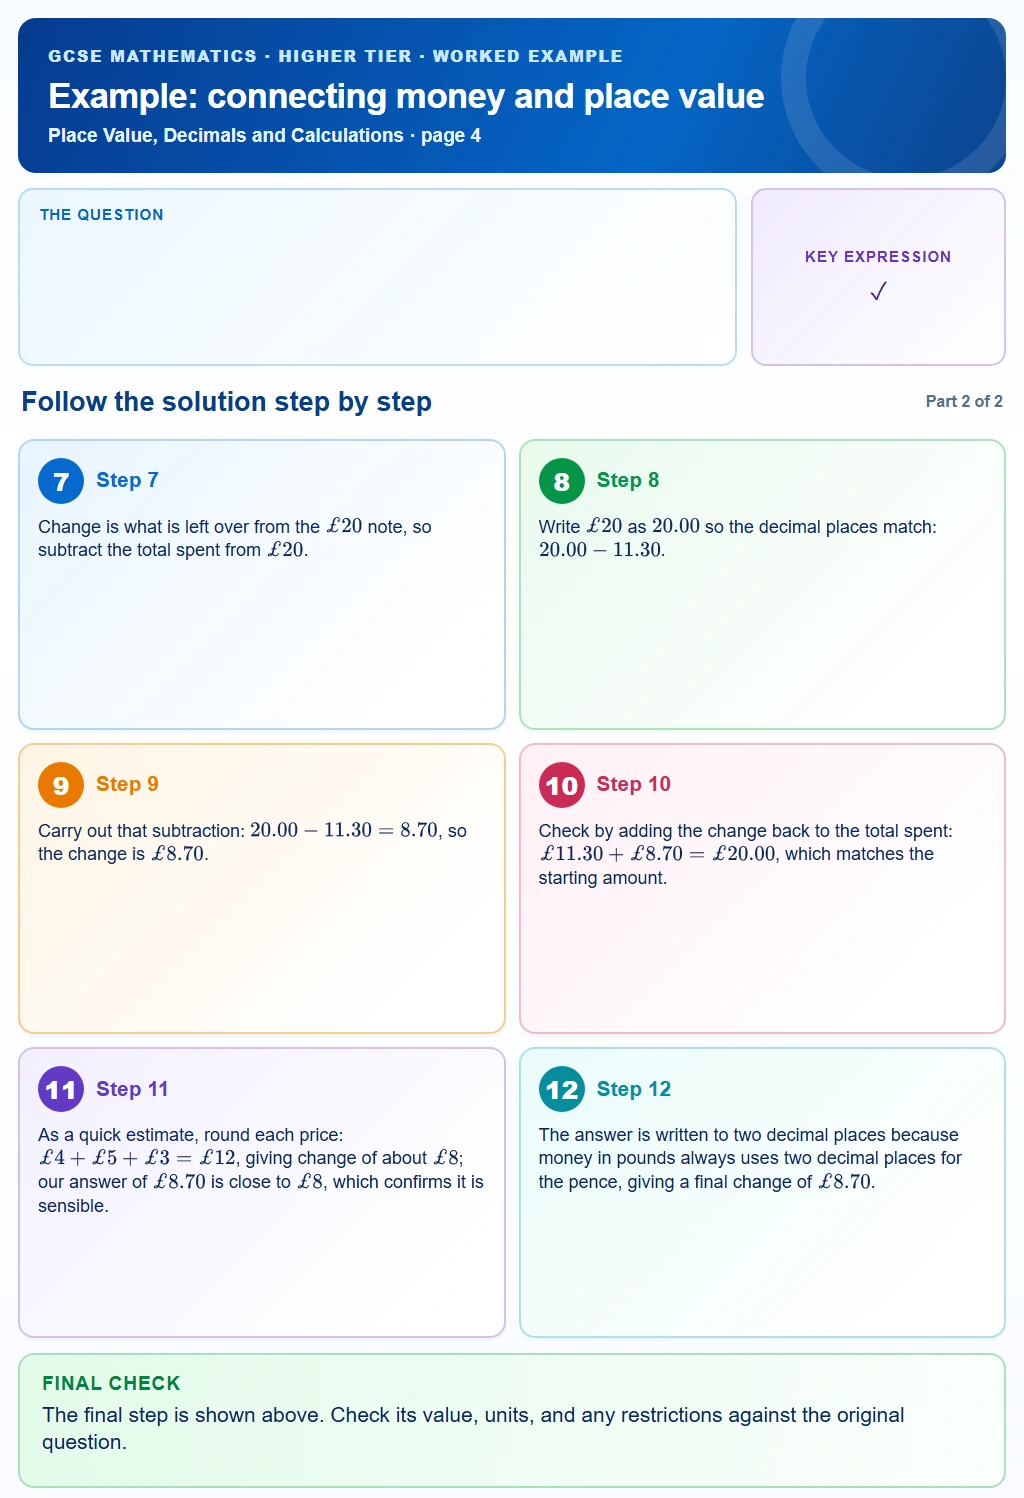 GCSE MATHEMATICS · HIGHER TIER · WORKED EXAMPLE
Example: connecting money and place value
Place Value, Decimals and Calculations · page 4
THE QUESTION
KEY EXPRESSION
✓
Follow the solution step by step
Part 2 of 2
7 Step 7
Change is what is left over from the £20 note, so
subtract the total spent from £20.
8 Step 8
Write £20 as 20.00 so the decimal places match:
20.00 − 11.30.
9 Step 9
Carry out that subtraction: 20.00 − 11.30 = 8.70, so
the change is £8.70.
10 Step 10
Check by adding the change back to the total spent:
£11.30 + £8.70 = £20.00, which matches the
starting amount.
11 Step 11
As a quick estimate, round each price:
£4 + £5 + £3 = £12, giving change of about £8;
our answer of £8.70 is close to £8, which confirms it is
sensible.
12 Step 12
The answer is written to two decimal places because
money in pounds always uses two decimal places for
the pence, giving a final change of £8.70.
FINAL CHECK
The final step is shown above. Check its value, units, and any restrictions against the original
question.